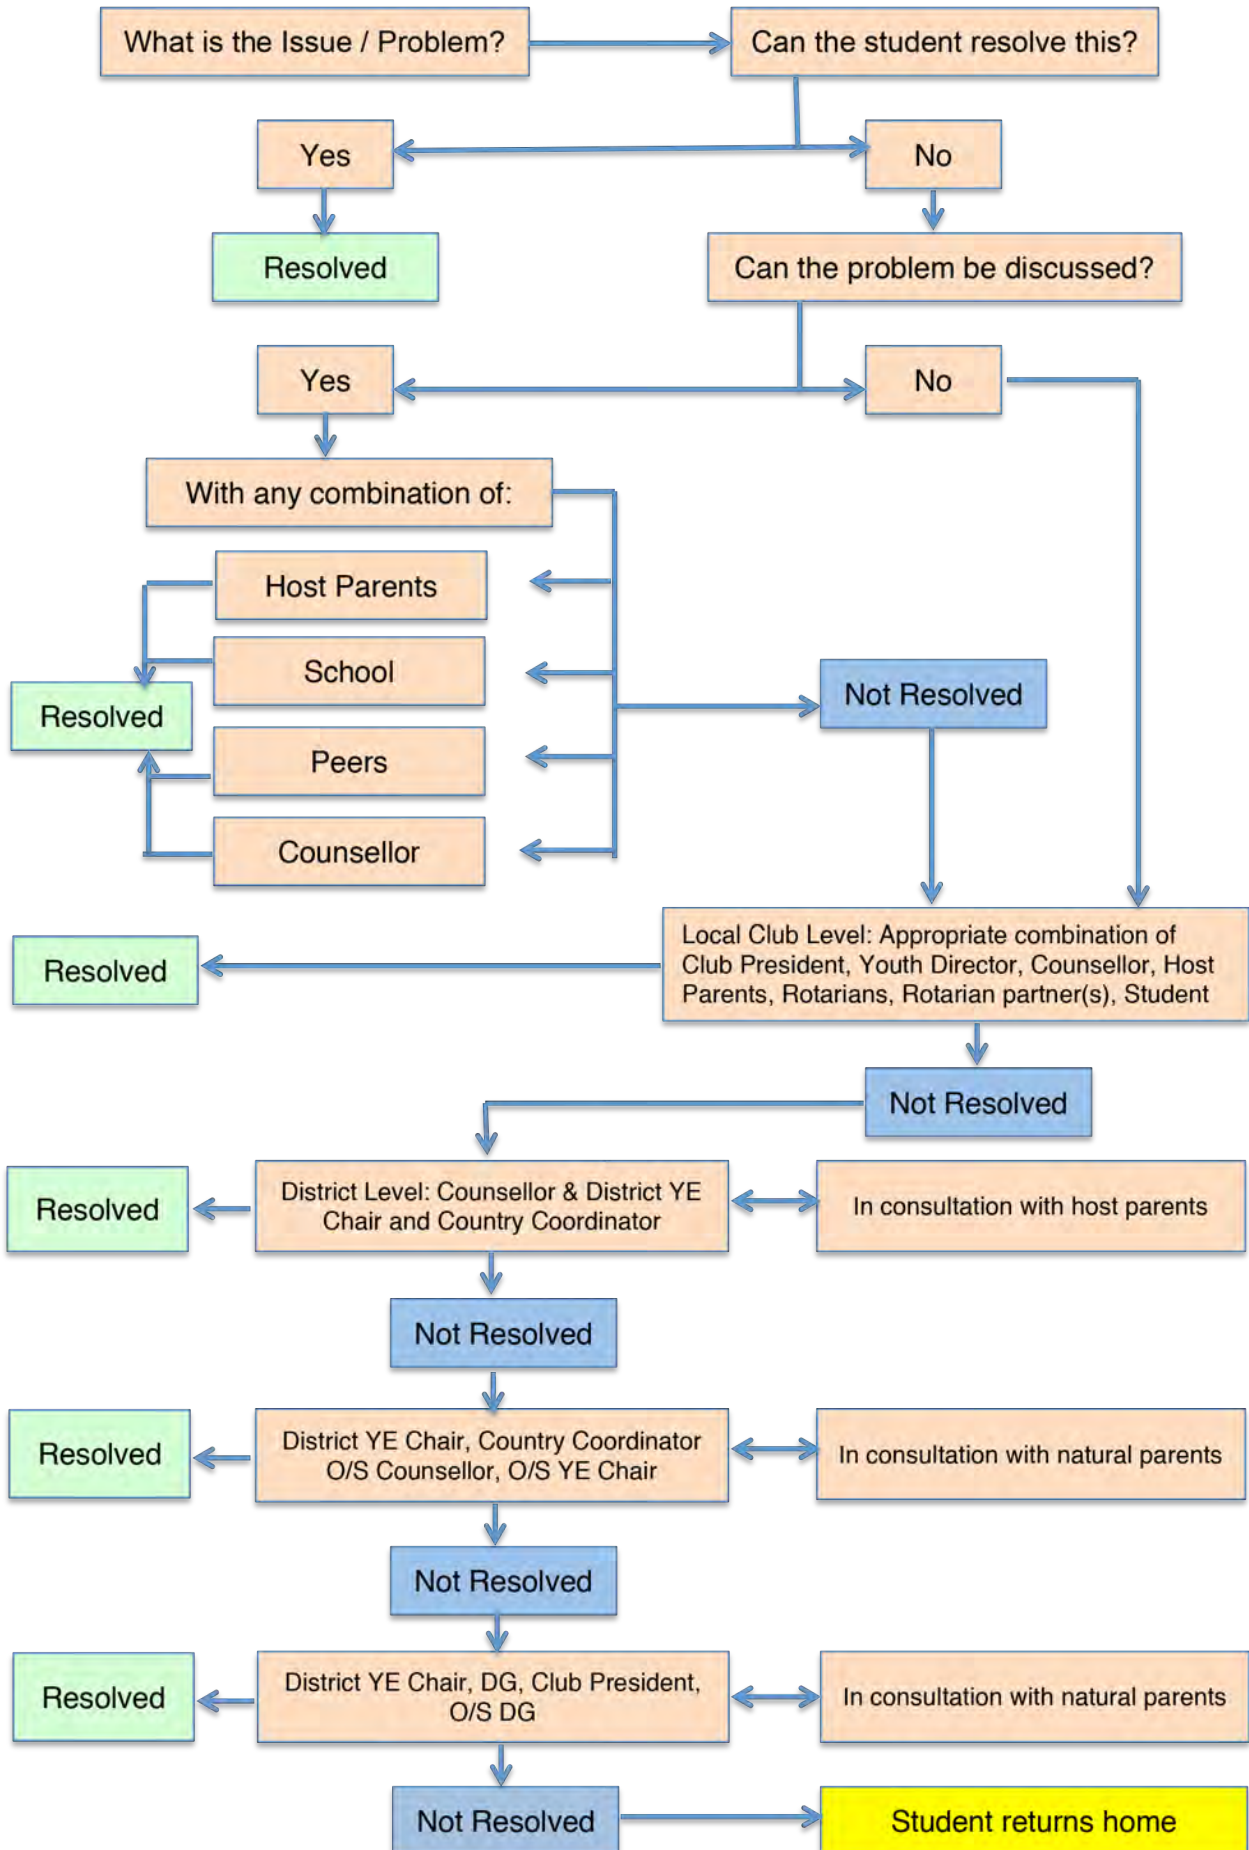 What is the Issue / Problem?
Can the student resolve this?
Yes
No
Resolved
Can the problem be discussed?
Yes
No
With any combination of:
Host Parents
School
Not Resolved
Resolved
Peers
Counsellor
Local Club Level: Appropriate combination of
Club President, Youth Director, Counsellor, Host
Parents, Rotarians, Rotarian partner(s), Student
Resolved
Not Resolved
Resolved
District Level: Counsellor & District YE
Chair and Country Coordinator
In consultation with host parents
Not Resolved
Resolved
District YE Chair, Country Coordinator
O/S Counsellor, O/S YE Chair
In consultation with natural parents
Not Resolved
Resolved
District YE Chair, DG, Club President,
O/S DG
In consultation with natural parents
Not Resolved
Student returns home